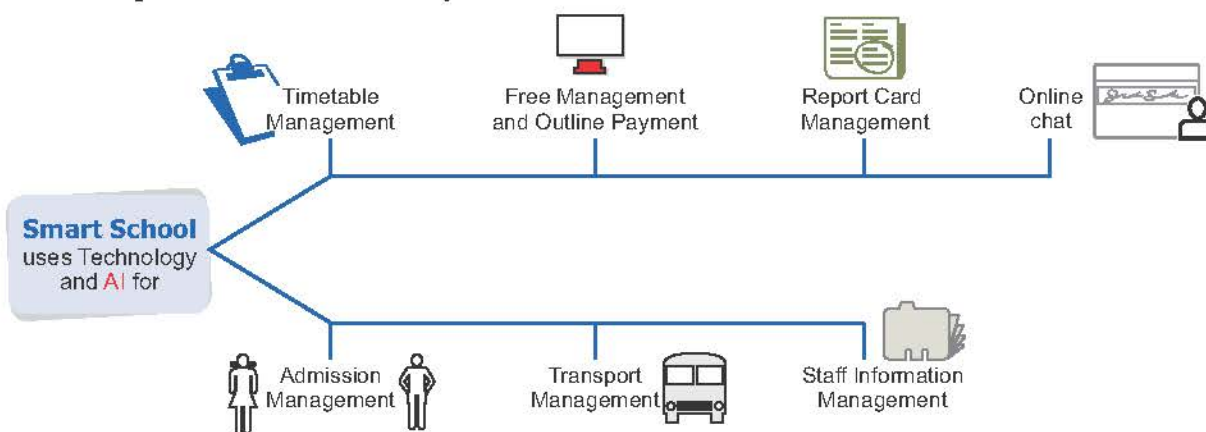 Timetable
Management
Free Management
and Outline Payment
Report Card
Management
Online
chat
Smart School
uses Technology
and AI for
Admission
Management
Transport
Management
Staff Information
Management